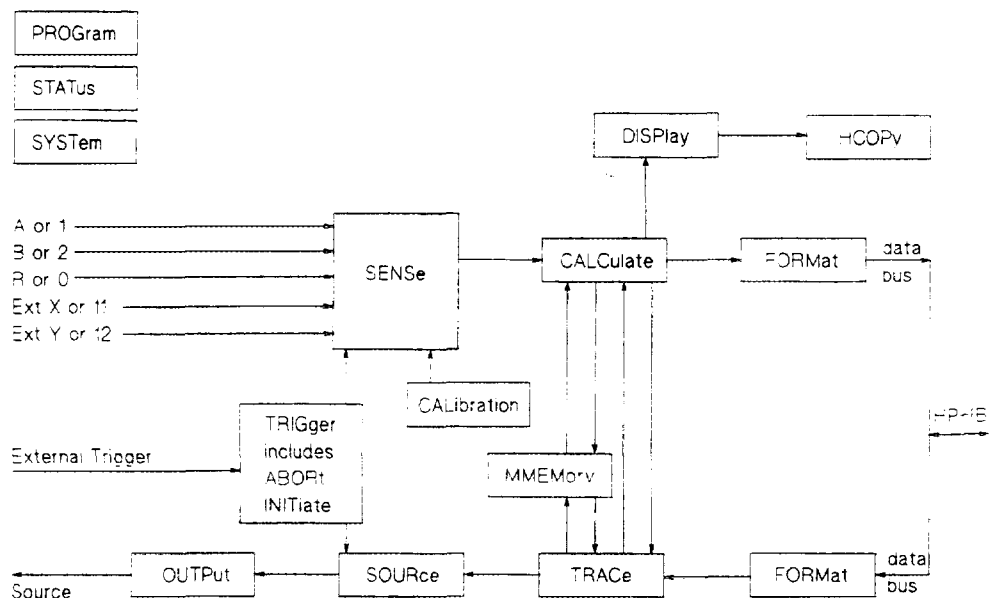 PROGram
STATus
SYSTem
DISPlay
HCOPy
A or 1
B or 2
R or 0
Ext X or 11
Ext Y or 12
SENSe
CALCulate
FORMat
data
bus
CALibration
TRIGger
includes
ABORt
INITiate
External Trigger
MMEMory
HP-IB
Source
OUTPut
SOURce
TRACe
FORMat
data
bus